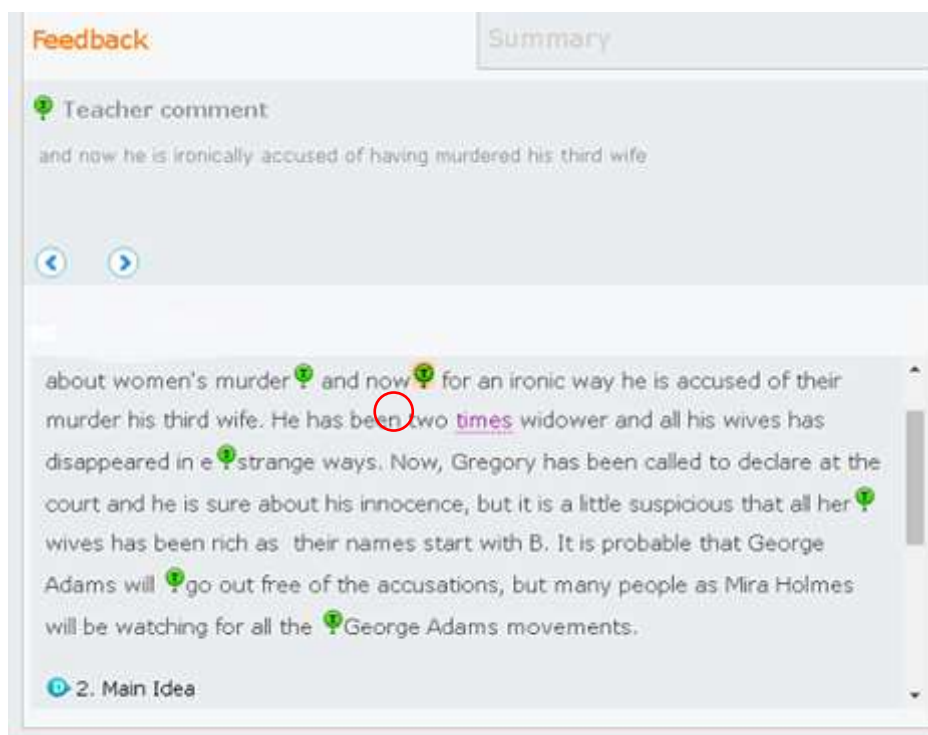 Feedback
Summary
Teacher comment
and now he is ironically accused of having murdered his third wife
about women's murder and now for an ironic way he is accused of their
murder his third wife. He has been two times widower and all his wives has
disappeared in e strange ways. Now, Gregory has been called to declare at the
court and he is sure about his innocence, but it is a little suspicious that all her
wives has been rich as their names start with B. It is probable that George
Adams will go out free of the accusations, but many people as Mira Holmes
will be watching for all the George Adams movements.
2. Main Idea